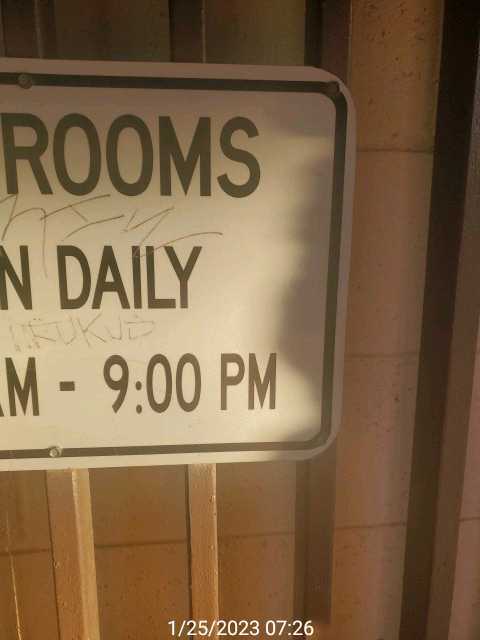 ROOMS
N DAILY
AM - 9:00 PM
1/25/2023 07:26